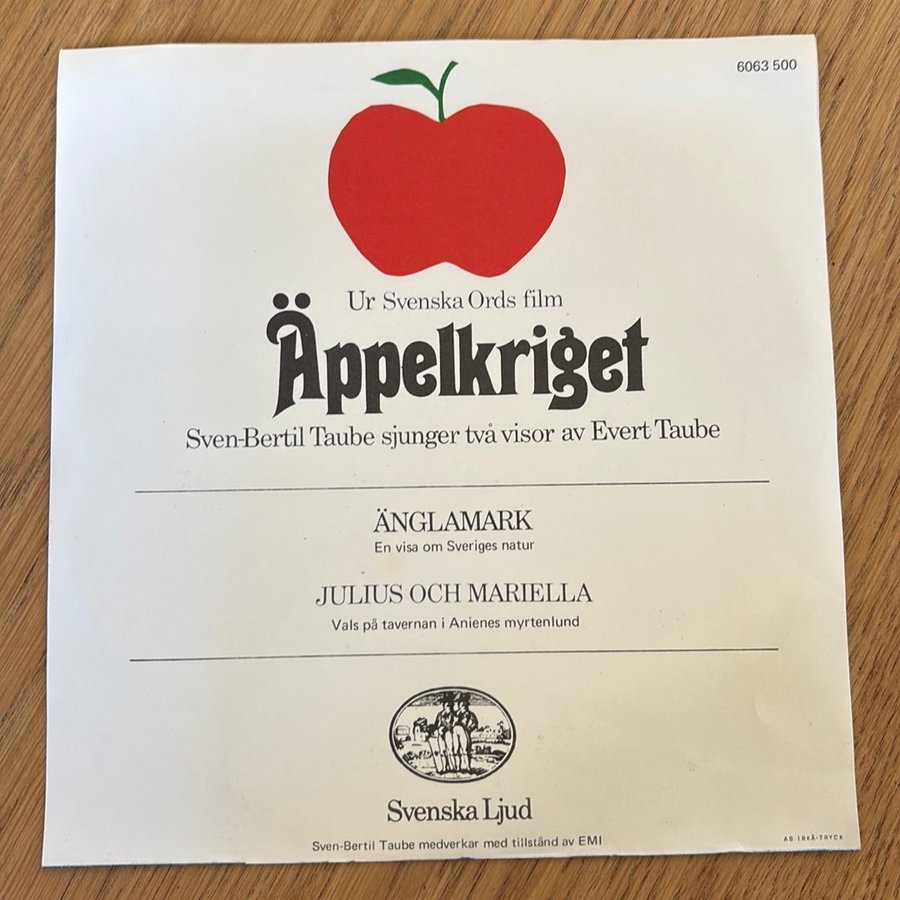 6063 500
Ur Svenska Ords film
Äppelkriget
Sven-Bertil Taube sjunger två visor av Evert Taube
ÄNGLAMARK
En visa om Sveriges natur
JULIUS OCH MARIELLA
Vals på tavernan i Anienes myrtenlund
Svenska Ljud
Sven-Bertil Taube medverkar med tillstånd av EMI
AB IRKÅ-TRYCK